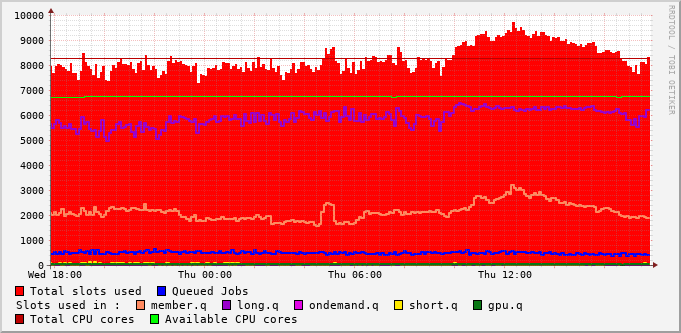 10000
9000
8000
7000
6000
5000
4000
3000
2000
1000
0
Wed 18:00 Thu 00:00 Thu 06:00 Thu 12:00
Total slots used Queued Jobs
Slots used in : member.q long.q ondemand.q short.q gpu.q
Total CPU cores Available CPU cores
RRDTOOL / TOBI OETIKER